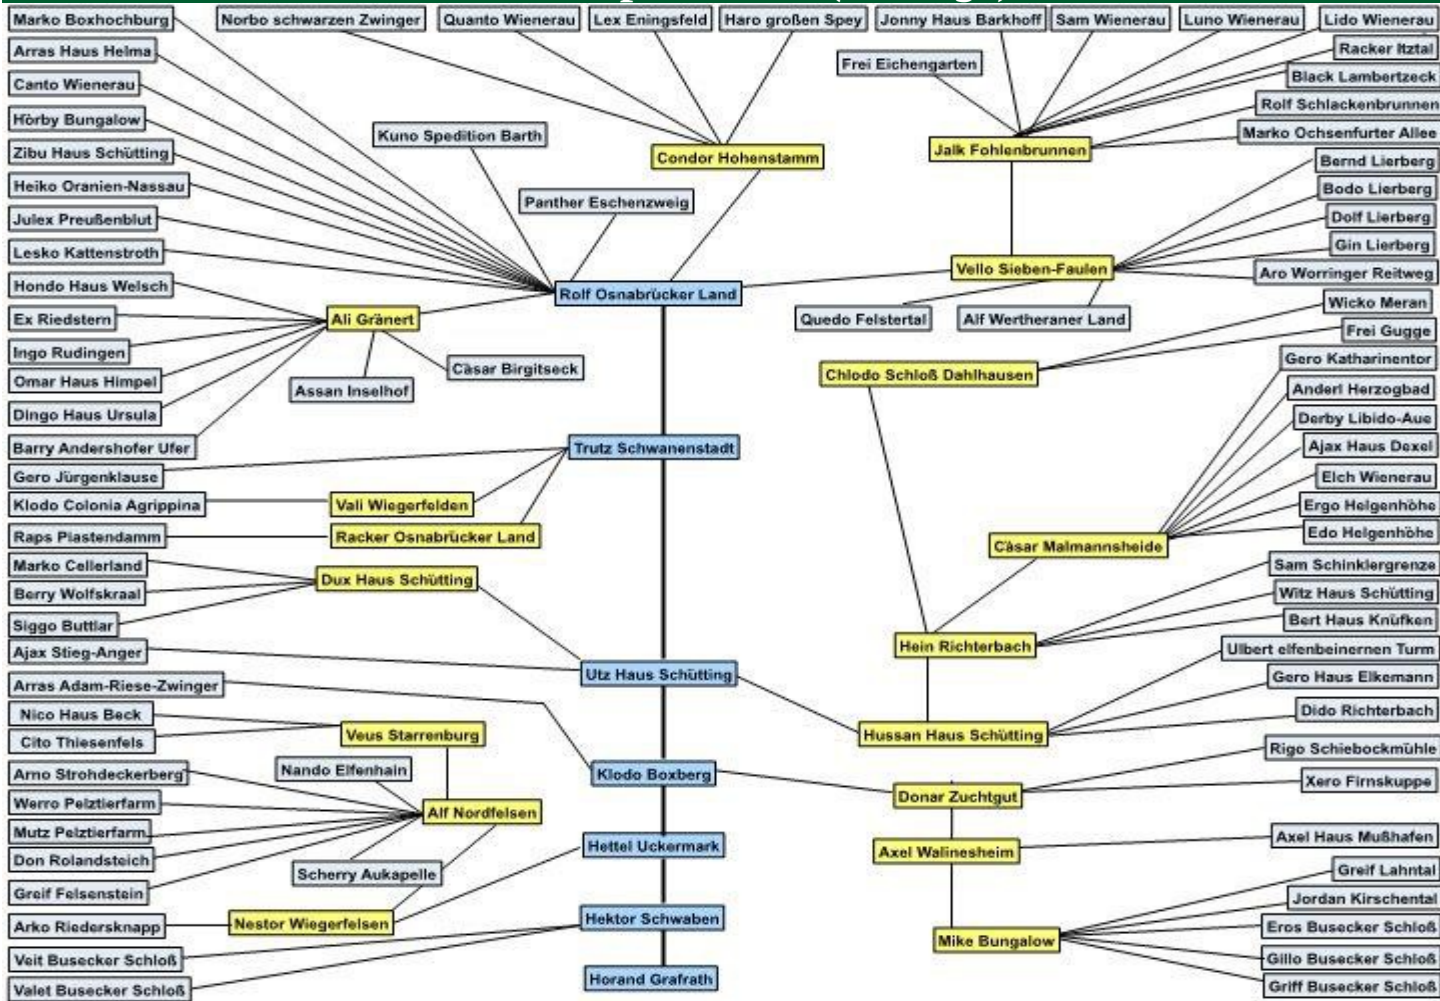 Marko Boxhochburg
Norbo schwarzen Zwinger
Quanto Wienerau
Lex Eningsfeld
Haro großen Spey
Jonny Haus Barkhoff
Sam Wienerau
Luno Wienerau
Lido Wienerau
Arras Haus Helma
Racker Itztal
Frei Eichengarten
Black Lambertzeck
Canto Wienerau
Rolf Schlackenbrunnen
Hörby Bungalow
Kuno Spedition Barth
Marko Ochsenfurter Allee
Jalk Fohlenbrunnen
Zibu Haus Schütting
Condor Hohenstamm
Bernd Lierberg
Heiko Oranien-Nassau
Bodo Lierberg
Panther Eschenzweig
Julex Preußenblut
Dolf Lierberg
Lesko Kattenstroth
Gin Lierberg
Vello Sieben-Faulen
Aro Worringer Reitweg
Hondo Haus Welsch
Rolf Osnabrücker Land
Wicko Meran
Ex Riedstern
Ali Gränert
Quedo Felstertal
Alf Wertheraner Land
Frei Gugge
Ingo Rudingen
Gero Katharinentor
Cäsar Birgitseck
Chlodo Schloß Dahlhausen
Omar Haus Himpel
Assan Inselhof
Anderl Herzogbad
Dingo Haus Ursula
Derby Libido-Aue
Barry Andershofer Ufer
Trutz Schwanenstadt
Ajax Haus Dexel
Gero Jürgenklause
Elch Wienerau
Klodo Colonia Agrippina
Vali Wiegerfelden
Ergo Helgenhöhe
Raps Piastendamm
Racker Osnabrücker Land
Edo Helgenhöhe
Cäsar Malmannsheide
Marko Cellerland
Sam Schinklergrenze
Dux Haus Schütting
Berry Wolfskraal
Witz Haus Schütting
Siggo Buttlar
Bert Haus Knüfken
Ajax Stieg-Anger
Hein Richterbach
Ulbert elfenbeinernen Turm
Utz Haus Schütting
Gero Haus Elkemann
Arras Adam-Riese-Zwinger
Nico Haus Beck
Dido Richterbach
Veus Starrenburg
Hussan Haus Schütting
Cito Thiesenfels
Rigo Schiebockmühle
Arno Strohdeckerberg
Nando Elfenhain
Klodo Boxberg
Xero Firnskuppe
Werro Pelztierfarm
Alf Nordfelsen
Donar Zuchtgut
Mutz Pelztierfarm
Axel Haus Mußhafen
Don Rolandsteich
Hettel Uckermark
Axel Walinesheim
Scherry Aukapelle
Greif Lahntal
Greif Felsenstein
Jordan Kirschental
Arko Riedersknapp
Nestor Wiegerfelsen
Hektor Schwaben
Eros Busecker Schloß
Mike Bungalow
Veit Busecker Schloß
Gillo Busecker Schloß
Horand Grafrath
Valet Busecker Schloß
Griff Busecker Schloß